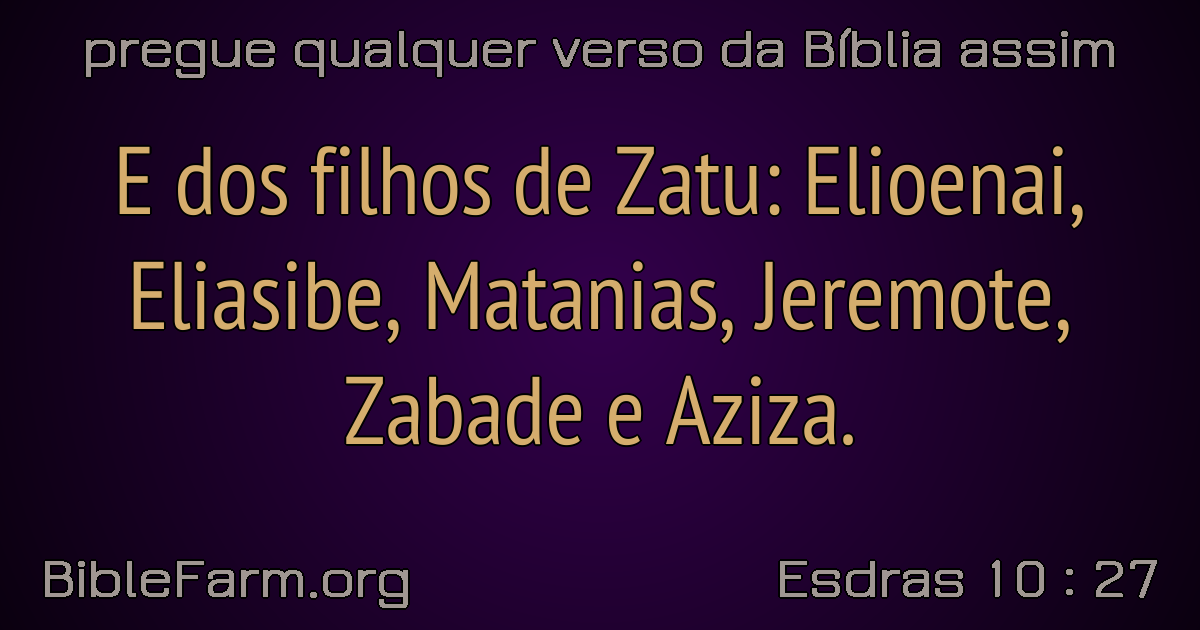 pregue qualquer verso da Bíblia assim
E dos filhos de Zatu: Elioenai,
Eliasibe, Matanias, Jeremote,
Zabade e Aziza.
BibleFarm.org
Esdras 10 : 27